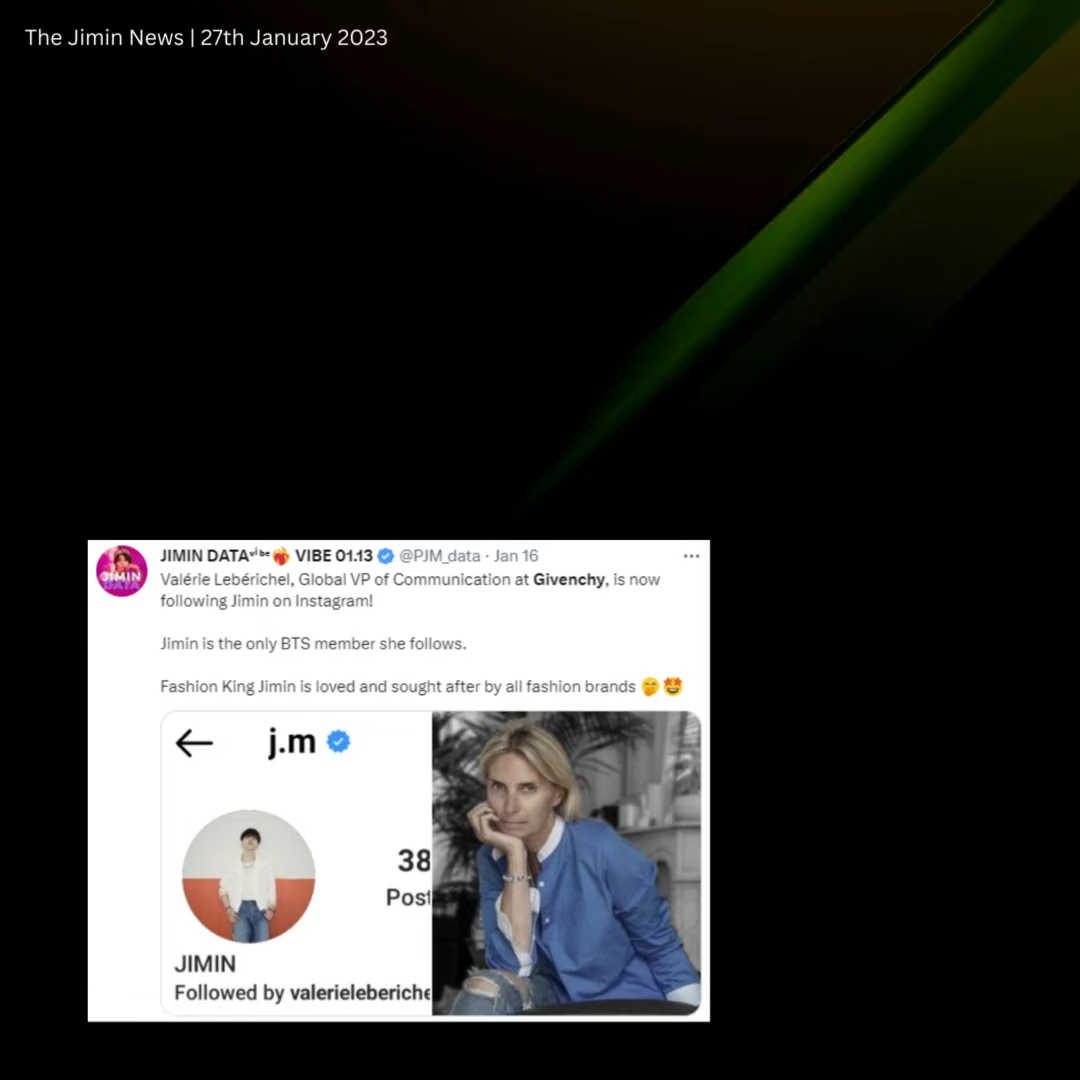 The Jimin News | 27th January 2023
JIMIN DATAᵛⁱᵇᵉ❤️‍🔥 VIBE 01.13 @PJM_data · Jan 16
Valérie Lebérichel, Global VP of Communication at Givenchy, is now
following Jimin on Instagram!
Jimin is the only BTS member she follows.
Fashion King Jimin is loved and sought after by all fashion brands 🤭🤩
JIMIN
DATA
j.m
38
Post
JIMIN
Followed by valerieleberiche